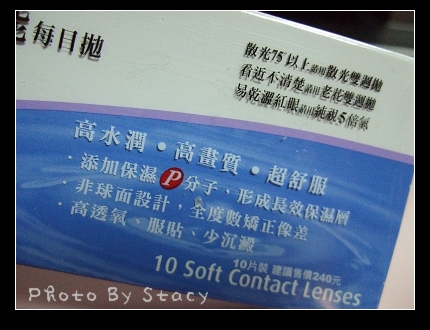 每日拋
散光75°以上請用散光雙週拋
看近不清楚請用老花雙週拋
易乾澀紅眼請用純視5倍氧
高水潤・高畫質・超舒服
・添加保濕P分子,形成長效保濕層
・非球面設計,全度數矯正像差
・高透氧、服貼、少沉澱
10片裝 建議售價240元
10 Soft Contact Lenses
Photo By Stacy